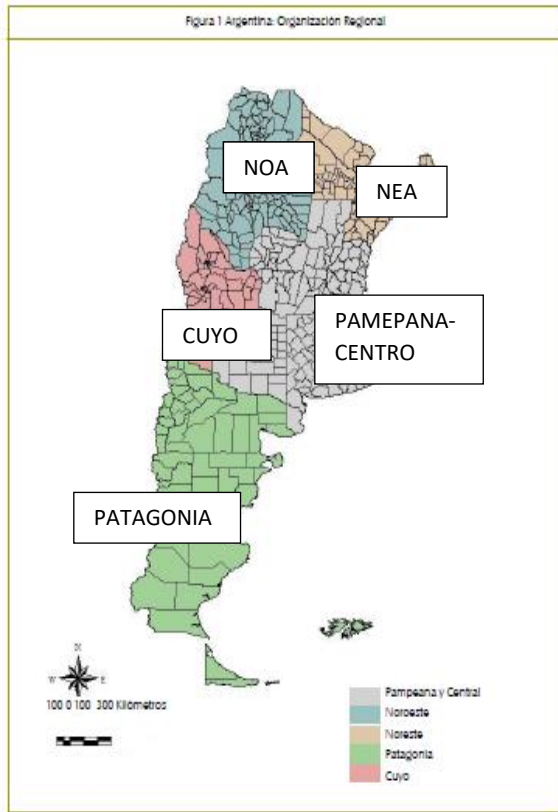 Figura 1 Argentina: Organización Regional
NOA
NEA
CUYO
PAMEPANA-
CENTRO
PATAGONIA
N
W E
S
100 0 100 300 Kilómetros
Pampeana y Central
Noroeste
Noreste
Patagonia
Cuyo